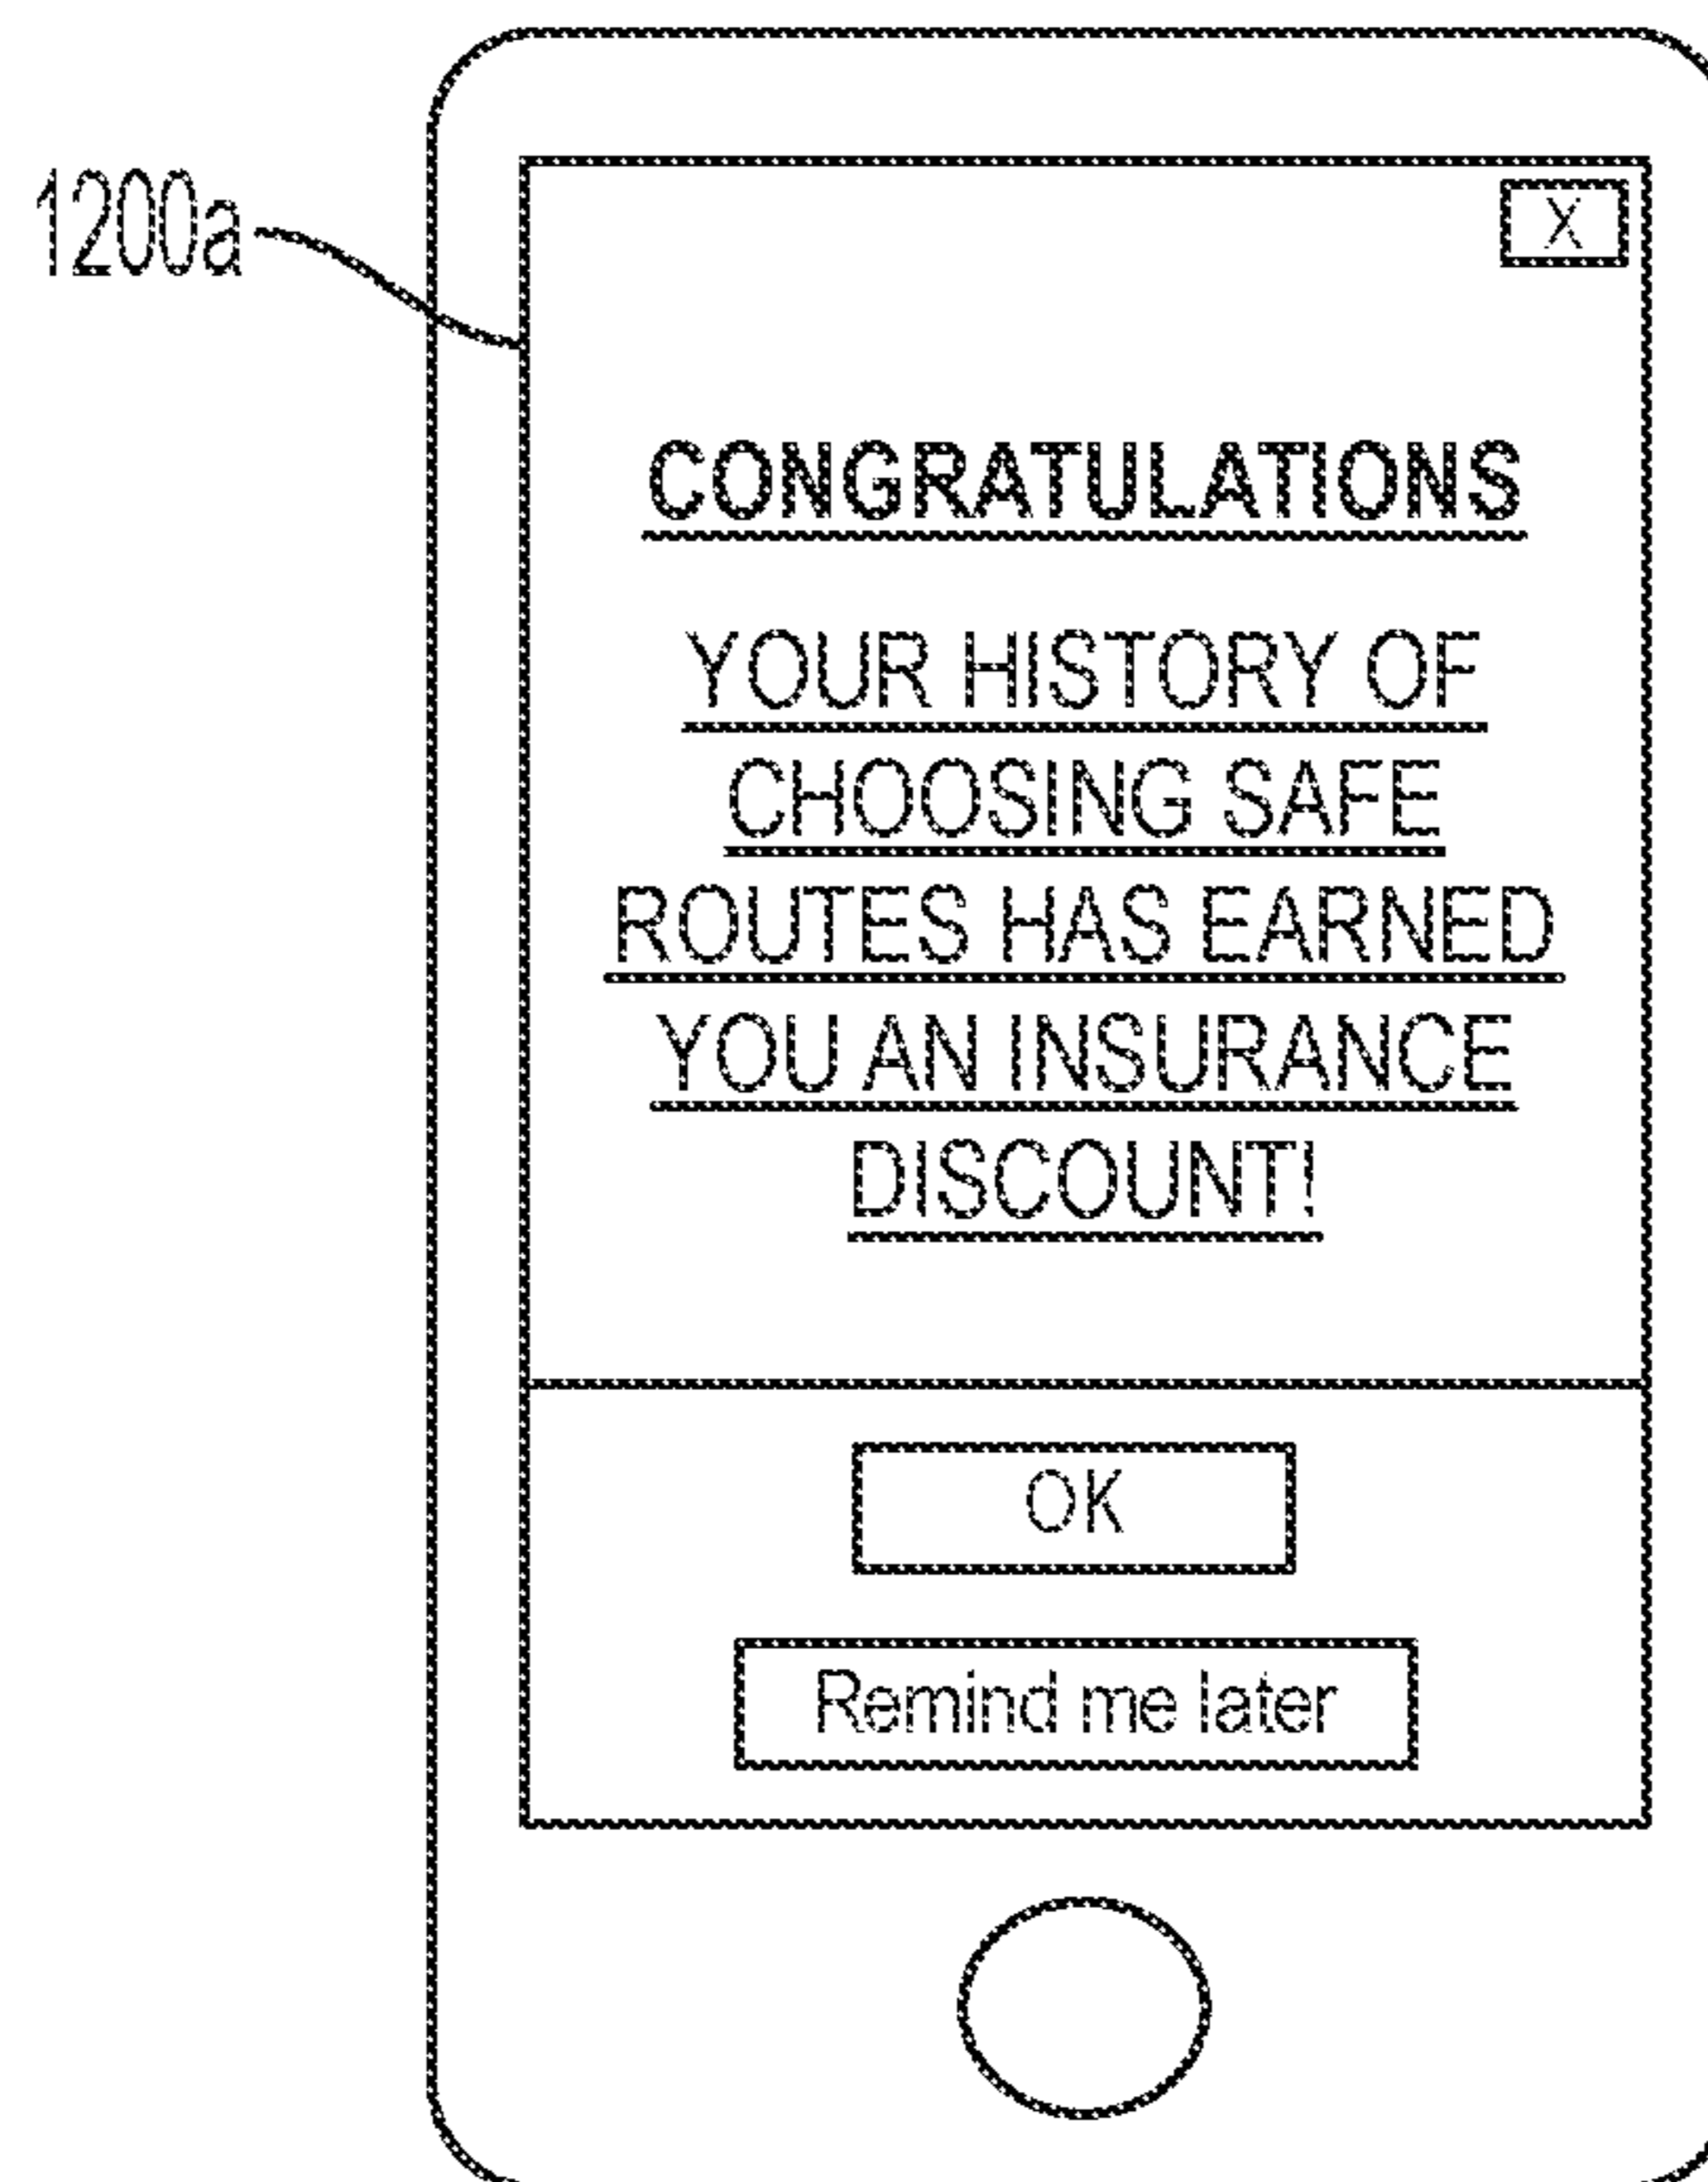 1200a
X
CONGRATULATIONS
YOUR HISTORY OF
CHOOSING SAFE
ROUTES HAS EARNED
YOU AN INSURANCE
DISCOUNT!
OK
Remind me later